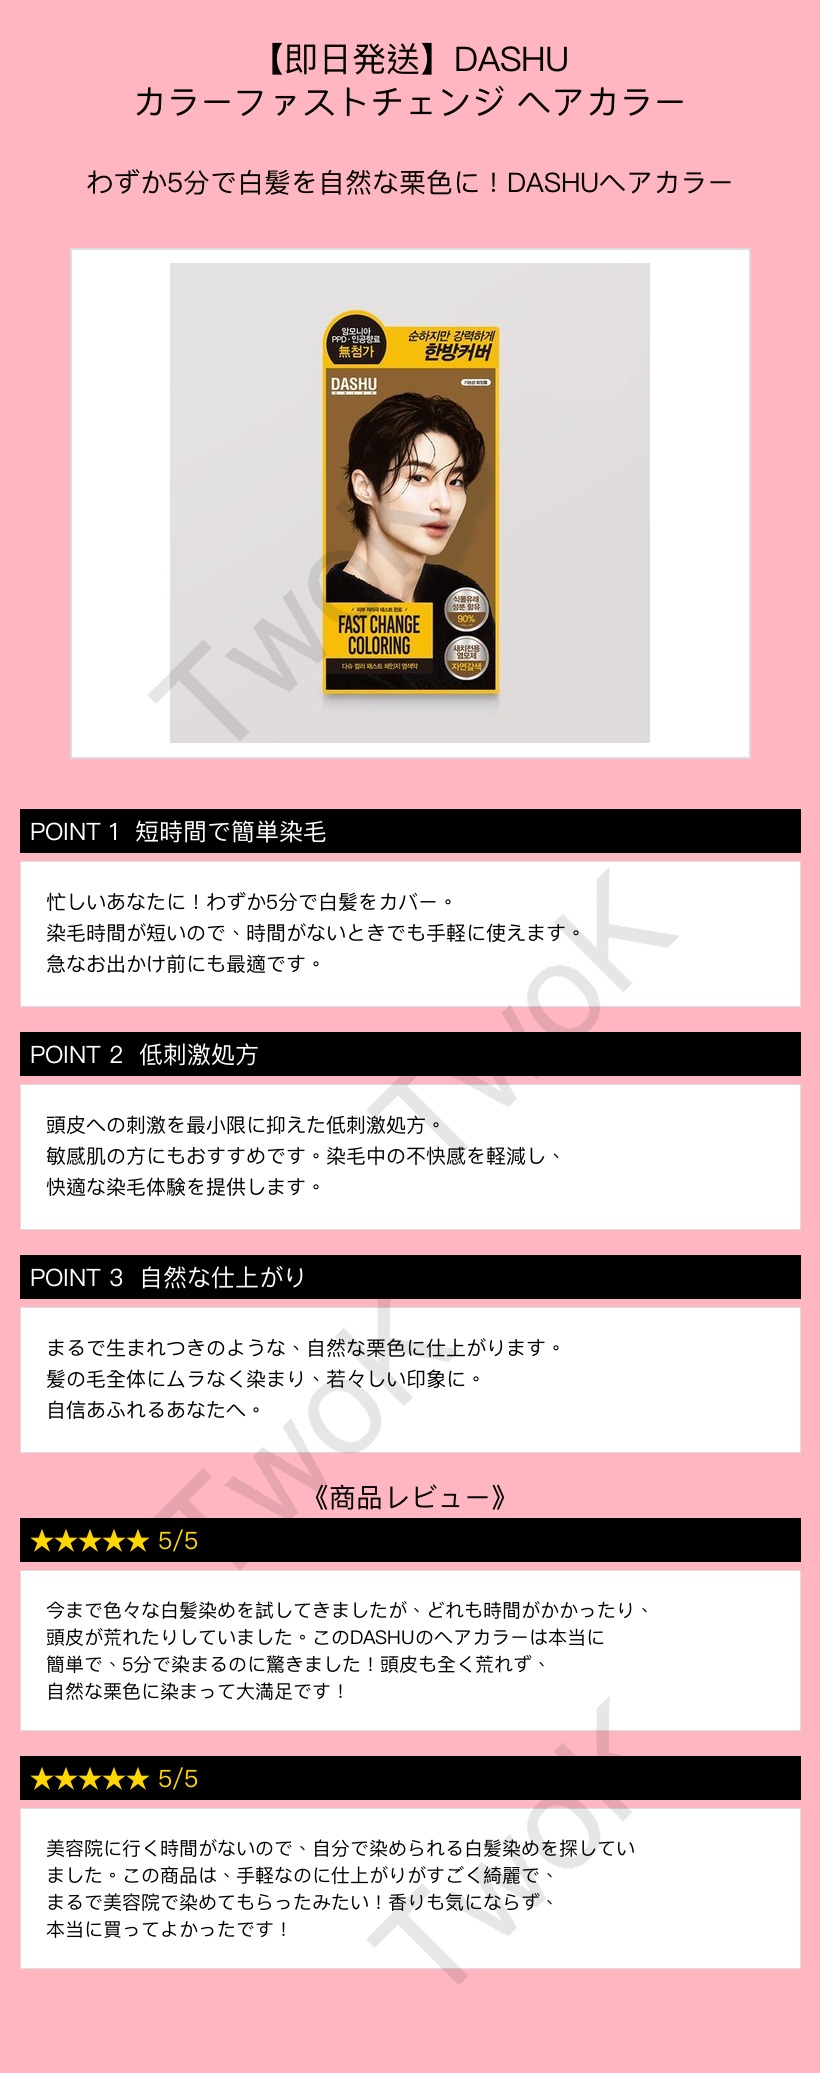 【即日発送】DASHU
カラーファストチェンジ ヘアカラー
わずか5分で白髪を自然な栗色に！DASHUヘアカラー
암모니아
PPD·인공향료
無첨가
순하지만 강력하게
한방커버
DASHU
COLOR
기능성 화장품
피부 저자극 테스트 완료
FAST CHANGE
COLORING
다슈 컬러 패스트 체인지 염색약
식물유래
성분 함유
90%
새치전용
염모제
자연갈색
TwoK
POINT 1 短時間で簡単染毛
忙しいあなたに！わずか5分で白髪をカバー。
染毛時間が短いので、時間がないときでも手軽に使えます。
急なお出かけ前にも最適です。
TwoK
POINT 2 低刺激処方
頭皮への刺激を最小限に抑えた低刺激処方。
敏感肌の方にもおすすめです。染毛中の不快感を軽減し、
快適な染毛体験を提供します。
POINT 3 自然な仕上がり
まるで生まれつきのような、自然な栗色に仕上がります。
髪の毛全体にムラなく染まり、若々しい印象に。
自信あふれるあなたへ。
TwoK
《商品レビュー》
★★★★★ 5/5
今まで色々な白髪染めを試してきましたが、どれも時間がかかったり、
頭皮が荒れたりしていました。このDASHUのヘアカラーは本当に
簡単で、5分で染まるのに驚きました！頭皮も全く荒れず、
自然な栗色に染まって大満足です！
★★★★★ 5/5
美容院に行く時間がないので、自分で染められる白髪染めを探してい
ました。この商品は、手軽なのに仕上がりがすごく綺麗で、
まるで美容院で染めてもらったみたい！香りも気にならず、
本当に買ってよかったです！
TwoK